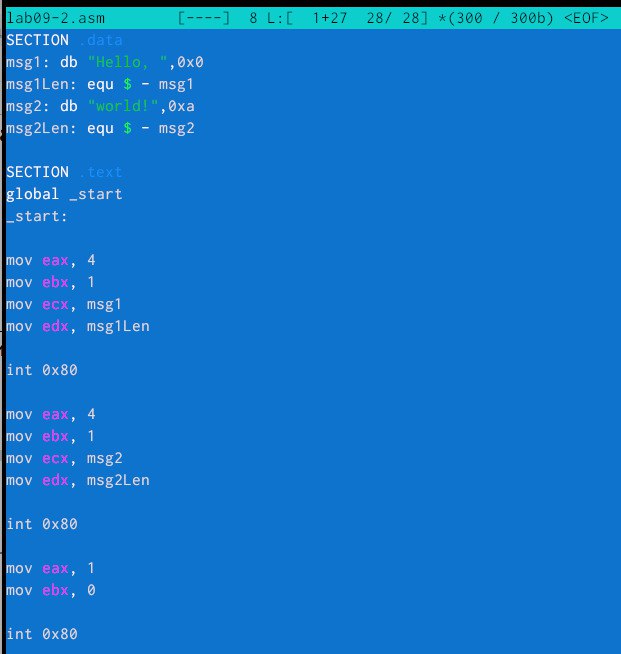 lab09-2.asm [----] 8 L:[ 1+27 28/ 28] *(300 / 300b) <EOF>
SECTION .data
msg1: db "Hello, ",0x0
msg1Len: equ $ - msg1
msg2: db "world!",0xa
msg2Len: equ $ - msg2
SECTION .text
global _start
_start:
mov eax, 4
mov ebx, 1
mov ecx, msg1
mov edx, msg1Len
int 0x80
mov eax, 4
mov ebx, 1
mov ecx, msg2
mov edx, msg2Len
int 0x80
mov eax, 1
mov ebx, 0
int 0x80